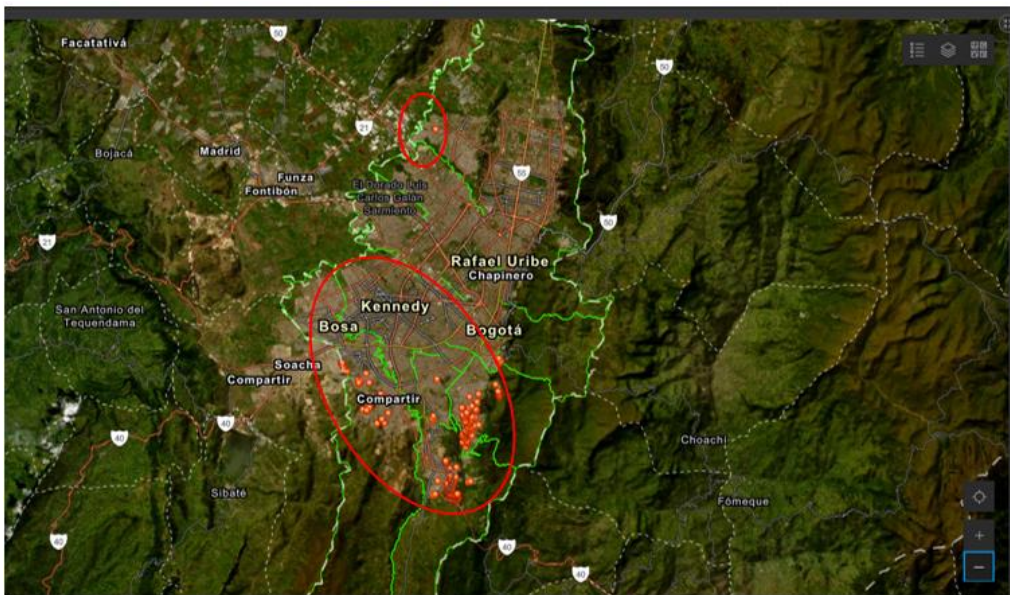 Facatativá
50
50
21
Bojacá
Madrid
Funza
Fontibón
El Dorado Luis
Carlos Galán
Sarmiento
55
50
21
Rafael Uribe
Chapinero
Kennedy
San Antonio del
Tequendama
Bosa
Bogotá
Soacha
Compartir
Compartir
40
40
Choachí
Sibaté
Fómeque
40
40
40
+
−